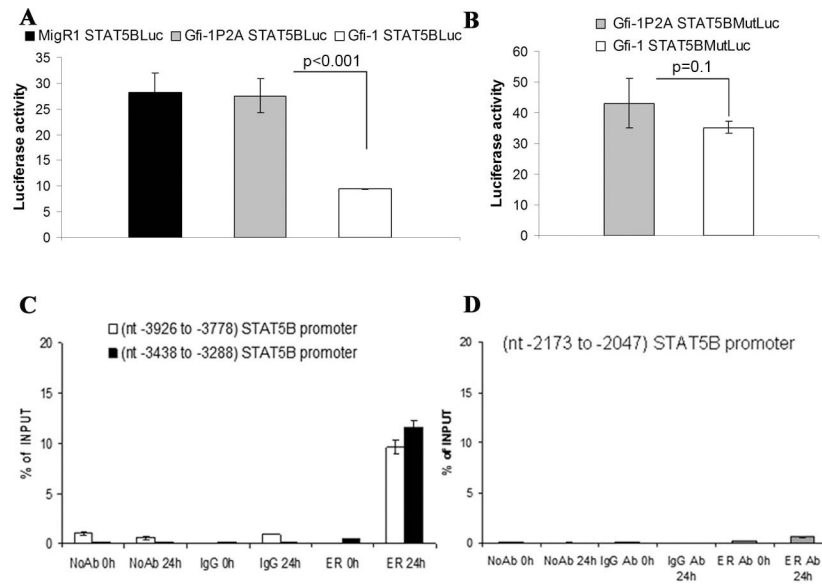 A
MigR1 STAT5BLuc Gfi-1P2A STAT5BLuc Gfi-1 STAT5BLuc
p<0.001
Luciferase activity
35
30
25
20
15
10
5
0
B
Gfi-1P2A STAT5BMutLuc
Gfi-1 STAT5BMutLuc
p=0.1
Luciferase activity
60
50
40
30
20
10
0
C
(nt -3926 to -3778) STAT5B promoter
(nt -3438 to -3288) STAT5B promoter
% of INPUT
20
15
10
5
0
NoAb 0h NoAb 24h IgG 0h IgG 24h ER 0h ER 24h
D
(nt -2173 to -2047) STAT5B promoter
% of INPUT
20
15
10
5
0
NoAb 0h NoAb 24h IgG Ab 0h IgG Ab 24h ER Ab 0h ER Ab 24h